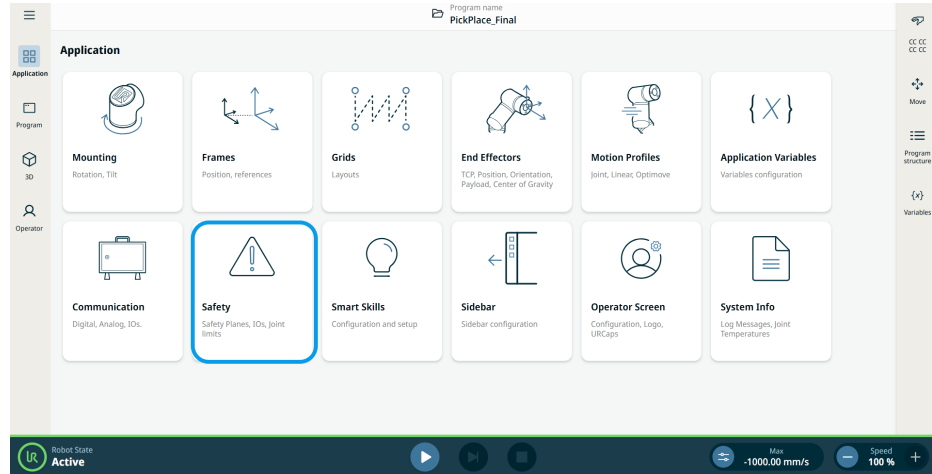 Program name
PickPlace_Final
Application
Program
3D
Operator
Application
Mounting
Rotation, Tilt
Frames
Position, references
Grids
Layouts
End Effectors
TCP, Position, Orientation,
Payload, Center of Gravity
Motion Profiles
Joint, Linear, Optimove
Application Variables
Variables configuration
Communication
Digital, Analog, IOs.
Safety
Safety Planes, IOs, Joint
limits
Smart Skills
Configuration and setup
Sidebar
Sidebar configuration
Operator Screen
Configuration, Logo,
URCaps
System Info
Log Messages, Joint
Temperatures
CC CC
CC CC
Move
Program
structure
{x}
Variables
UR
Robot State
Active
Max
-1000.00 mm/s
Speed
100 %